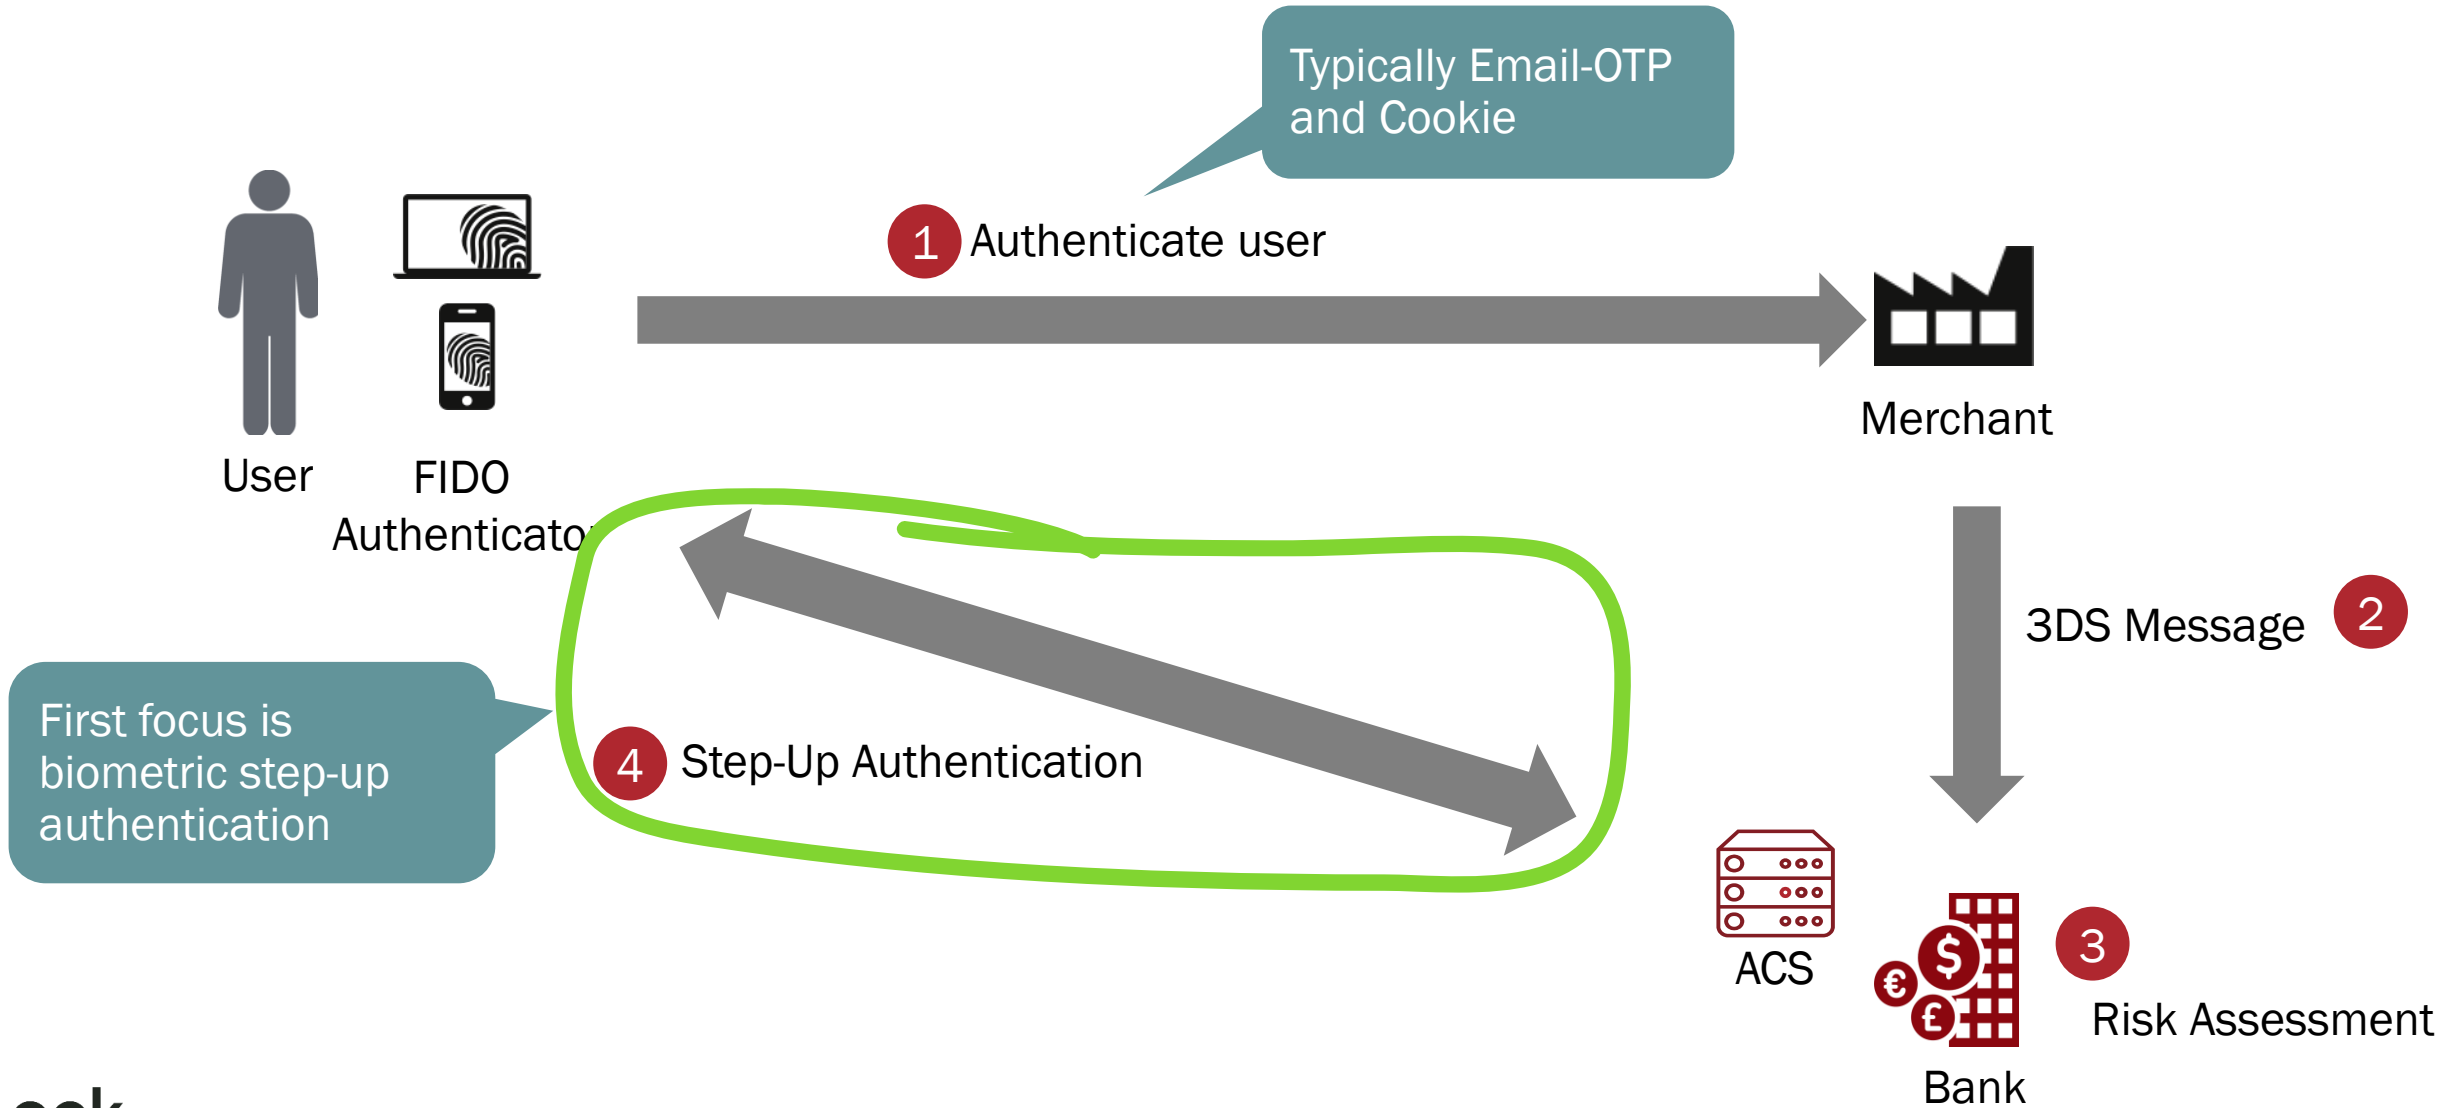 Typically Email-OTP
and Cookie
1 Authenticate user
Merchant
User
FIDO
Authenticator
3DS Message 2
First focus is
biometric step-up
authentication
4 Step-Up Authentication
$
€
£
ACS
3
Risk Assessment
Bank